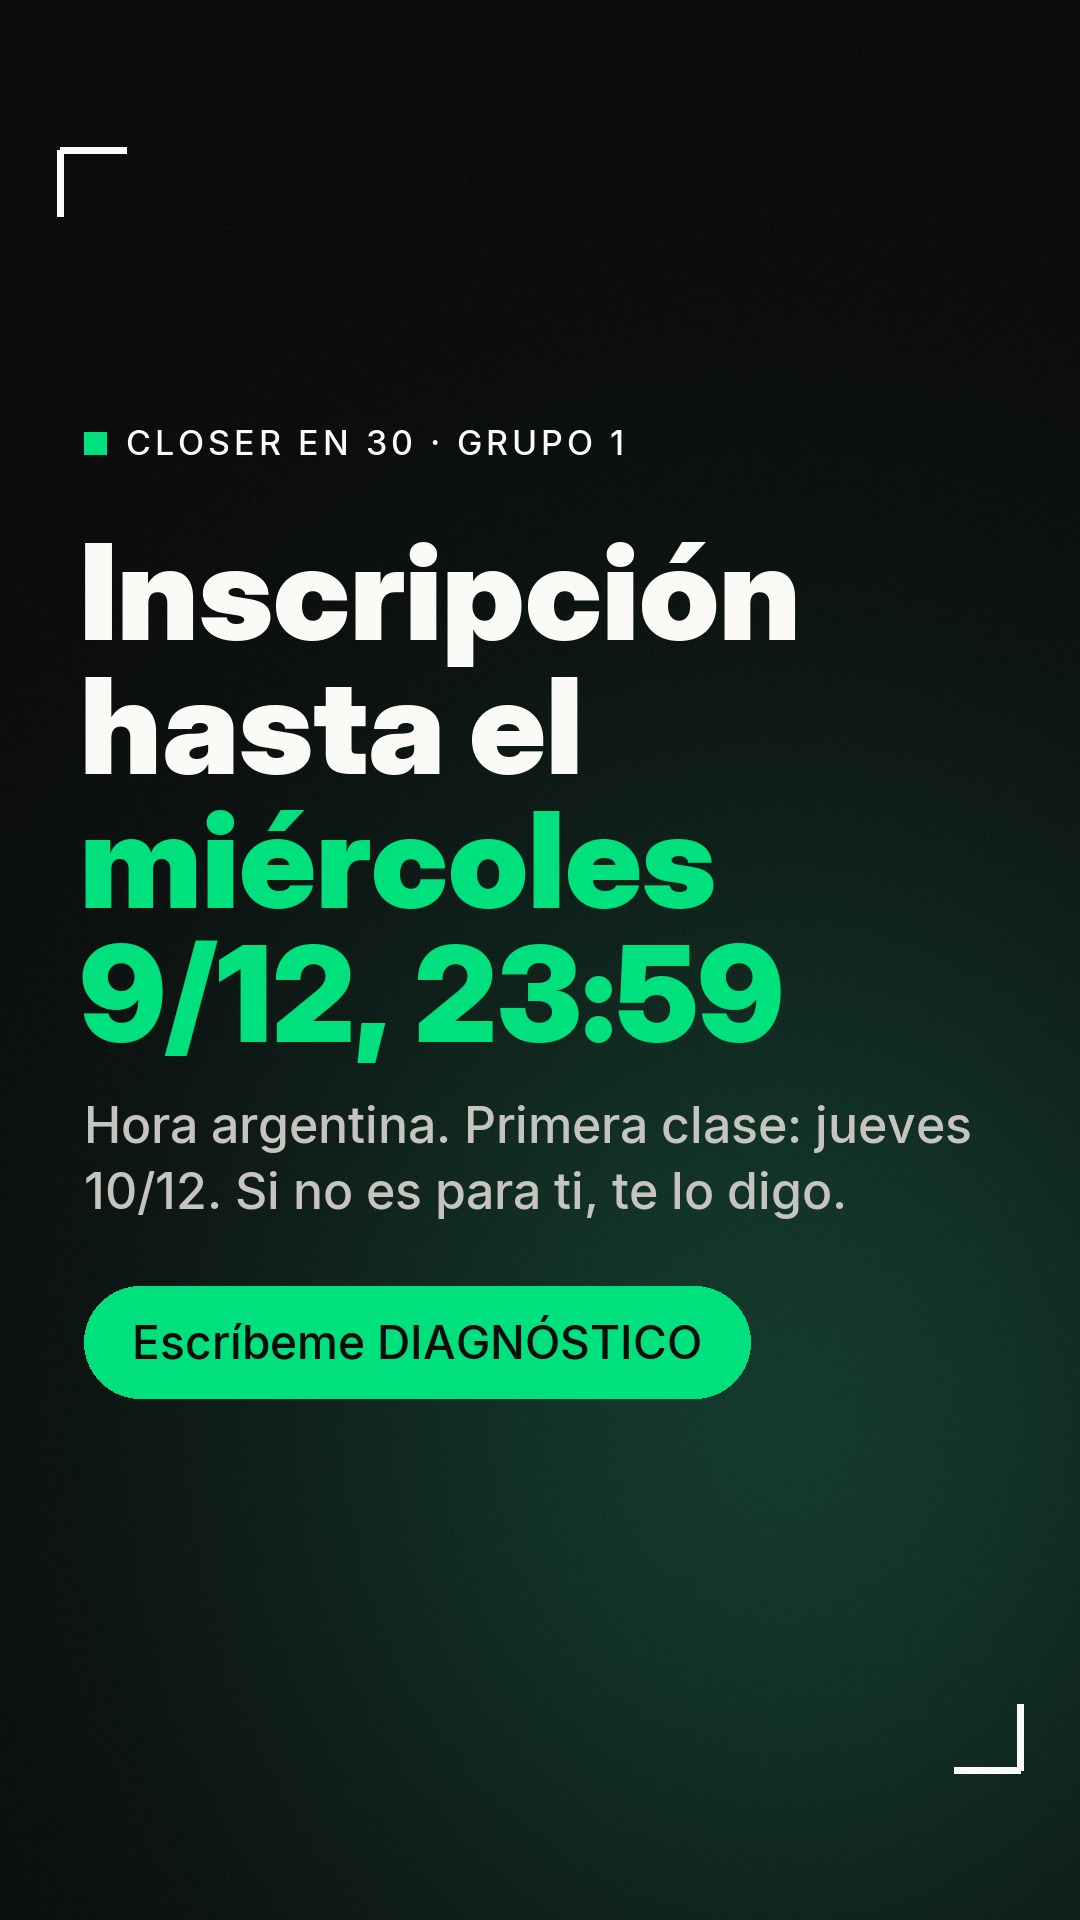 CLOSER EN 30 · GRUPO 1
Inscripción
hasta el
miércoles
9/12, 23:59
Hora argentina. Primera clase: jueves
10/12. Si no es para ti, te lo digo.
Escríbeme DIAGNÓSTICO